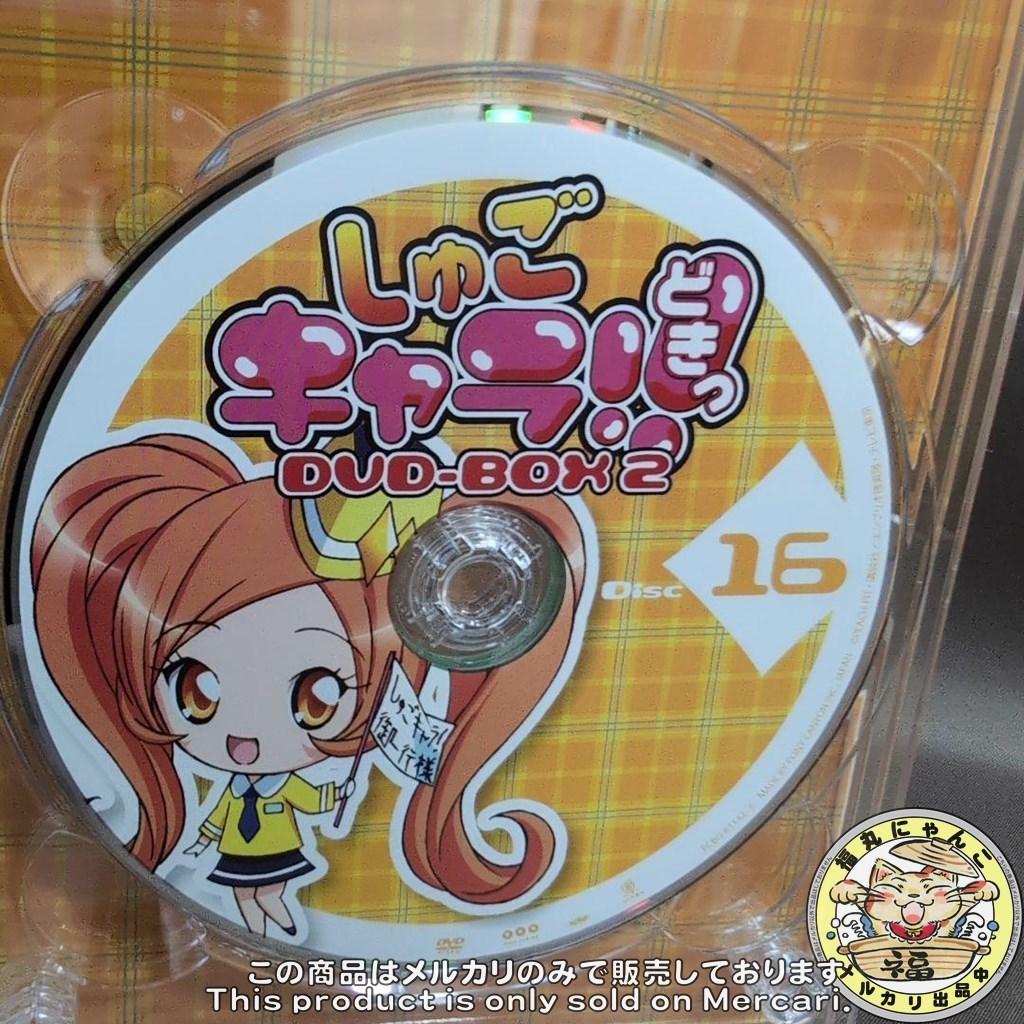 しゅご
キャラ!!
どきっ
DVD-BOX 2
Disc 16
しゅごキャラ!
御一行様
DVD
福丸にゃんこ
福
メルカリ出品中
この商品はメルカリのみで販売しております
This product is only sold on Mercari.